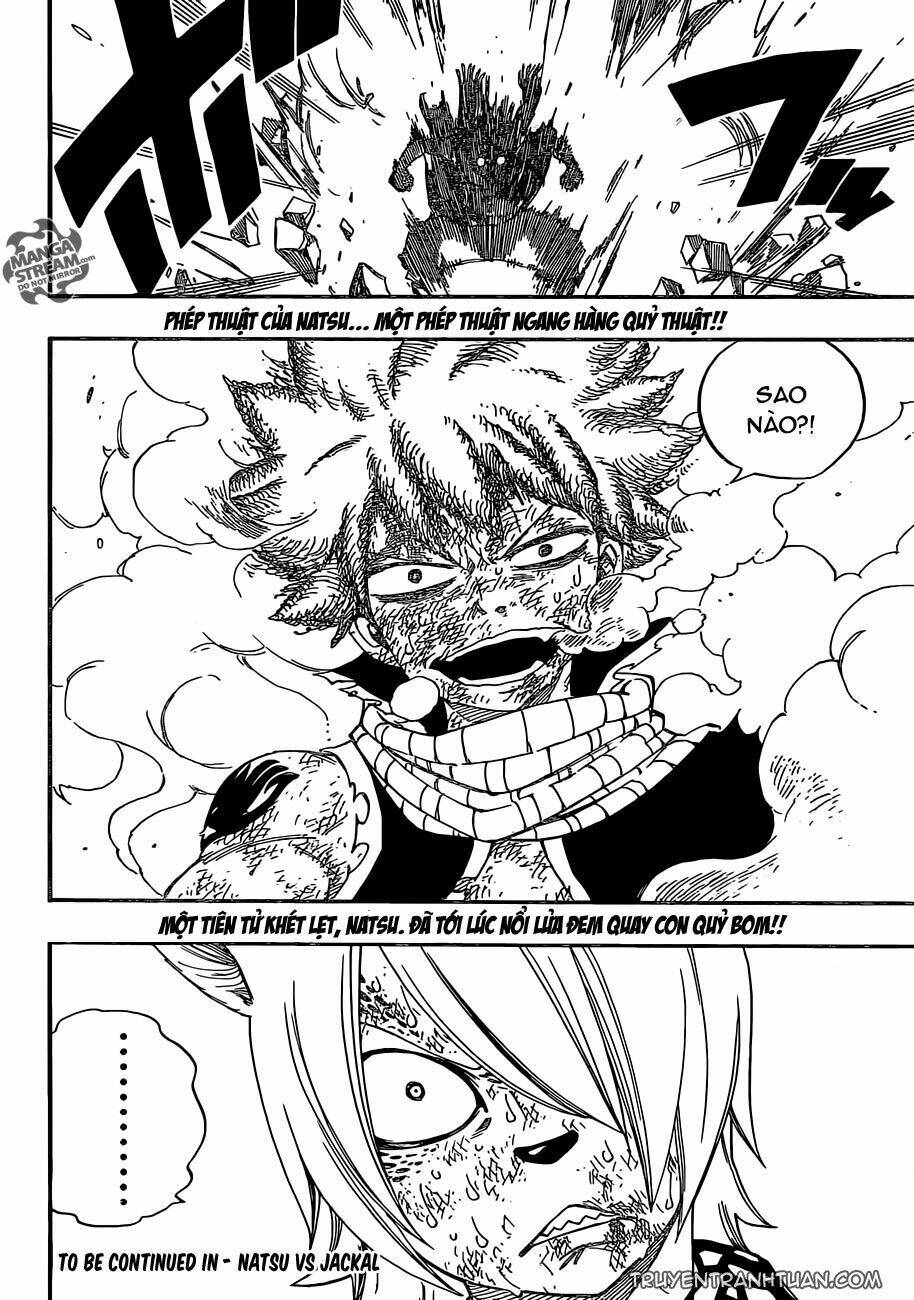 MANGA
STREAM.com
DO NOT MIRROR
PHÉP THUẬT CỦA NATSU... MỘT PHÉP THUẬT NGANG HÀNG QUỶ THUẬT!!
SAO
NÀO?!
MỘT TIÊN TỬ KHÉT LẸT, NATSU. ĐÃ TỚI LÚC NỔI LỬA ĐEM QUAY CON QUỶ BOM!!
..........
TO BE CONTINUED IN - NATSU VS JACKAL
TRUYENTRANHTUAN.COM